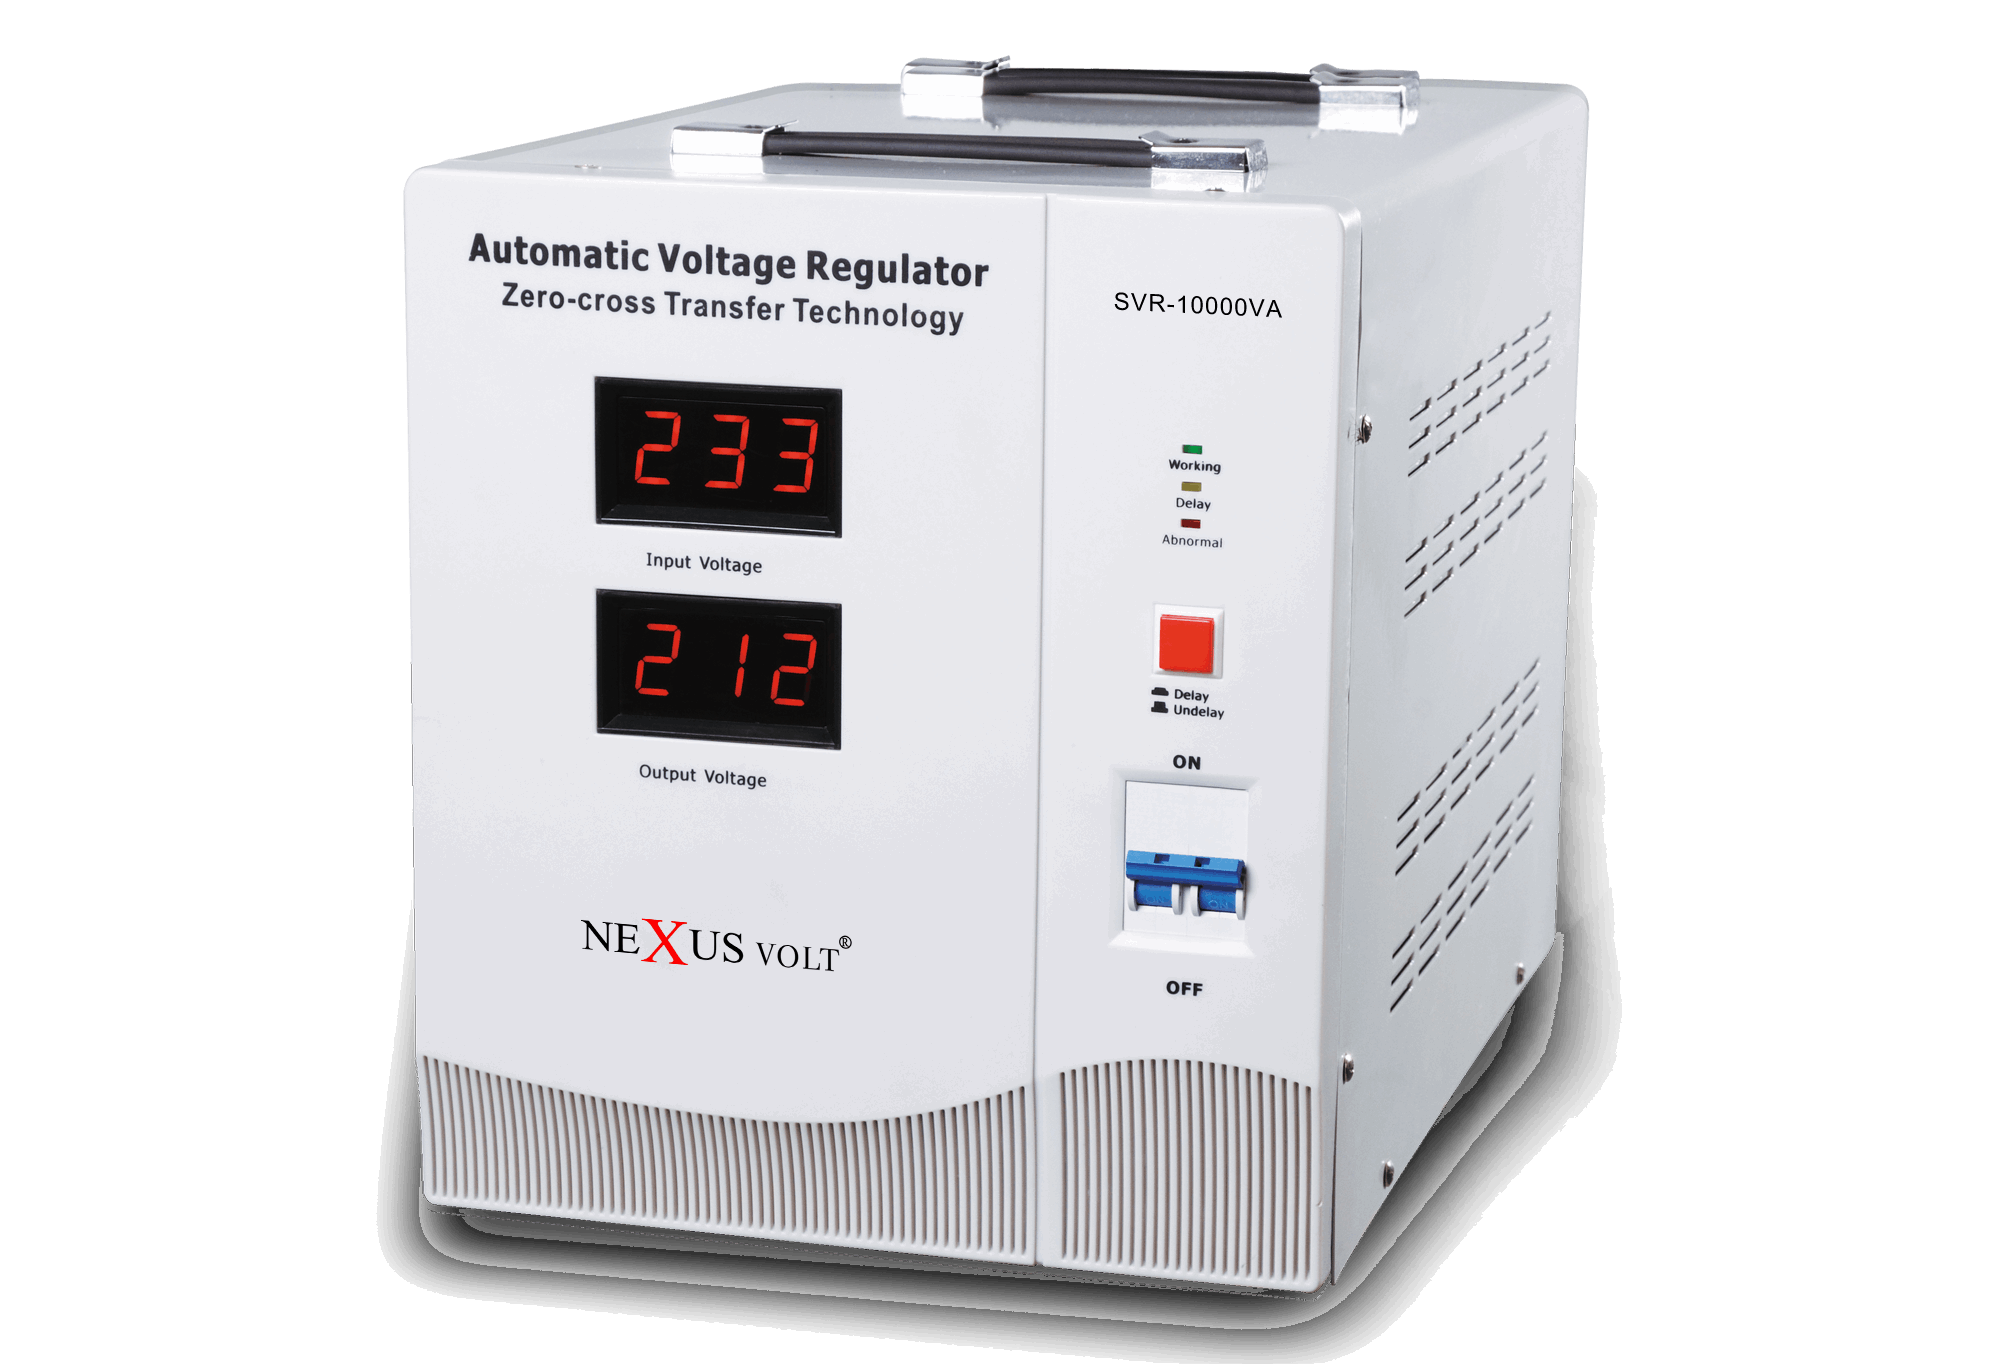 Automatic Voltage Regulator
Zero-cross Transfer Technology
233
Input Voltage
212
Output Voltage
NEXUS VOLT®
SVR-10000VA
Working
Delay
Abnormal
Delay
Undelay
ON
ON
OFF